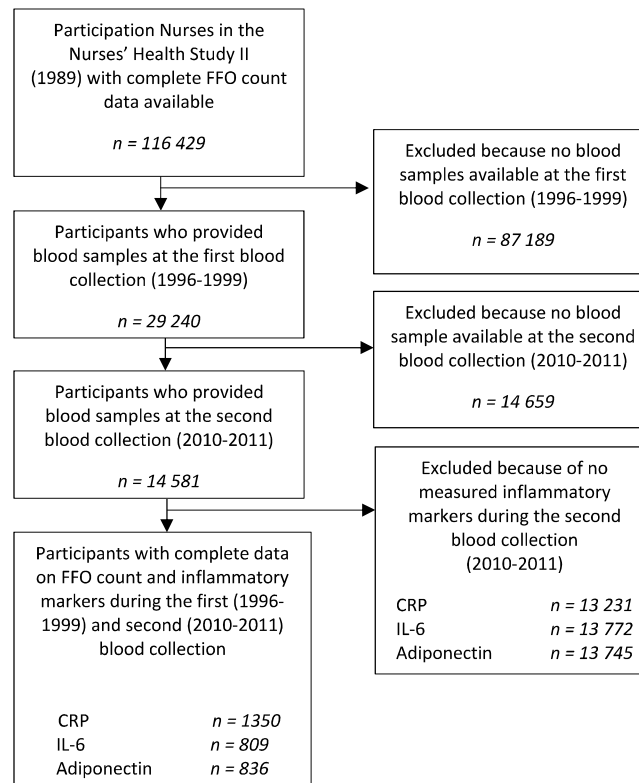 Participation Nurses in the
Nurses’ Health Study II
(1989) with complete FFO count
data available
n = 116 429
Excluded because no blood
samples available at the first
blood collection (1996-1999)
n = 87 189
Participants who provided
blood samples at the first blood
collection (1996-1999)
n = 29 240
Excluded because no blood
sample available at the second
blood collection (2010-2011)
n = 14 659
Participants who provided
blood samples at the second
blood collection (2010-2011)
n = 14 581
Excluded because of no
measured inflammatory
markers during the second
blood collection
(2010-2011)
CRP n = 13 231
IL-6 n = 13 772
Adiponectin n = 13 745
Participants with complete data
on FFO count and inflammatory
markers during the first (1996-
1999) and second (2010-2011)
blood collection
CRP n = 1350
IL-6 n = 809
Adiponectin n = 836